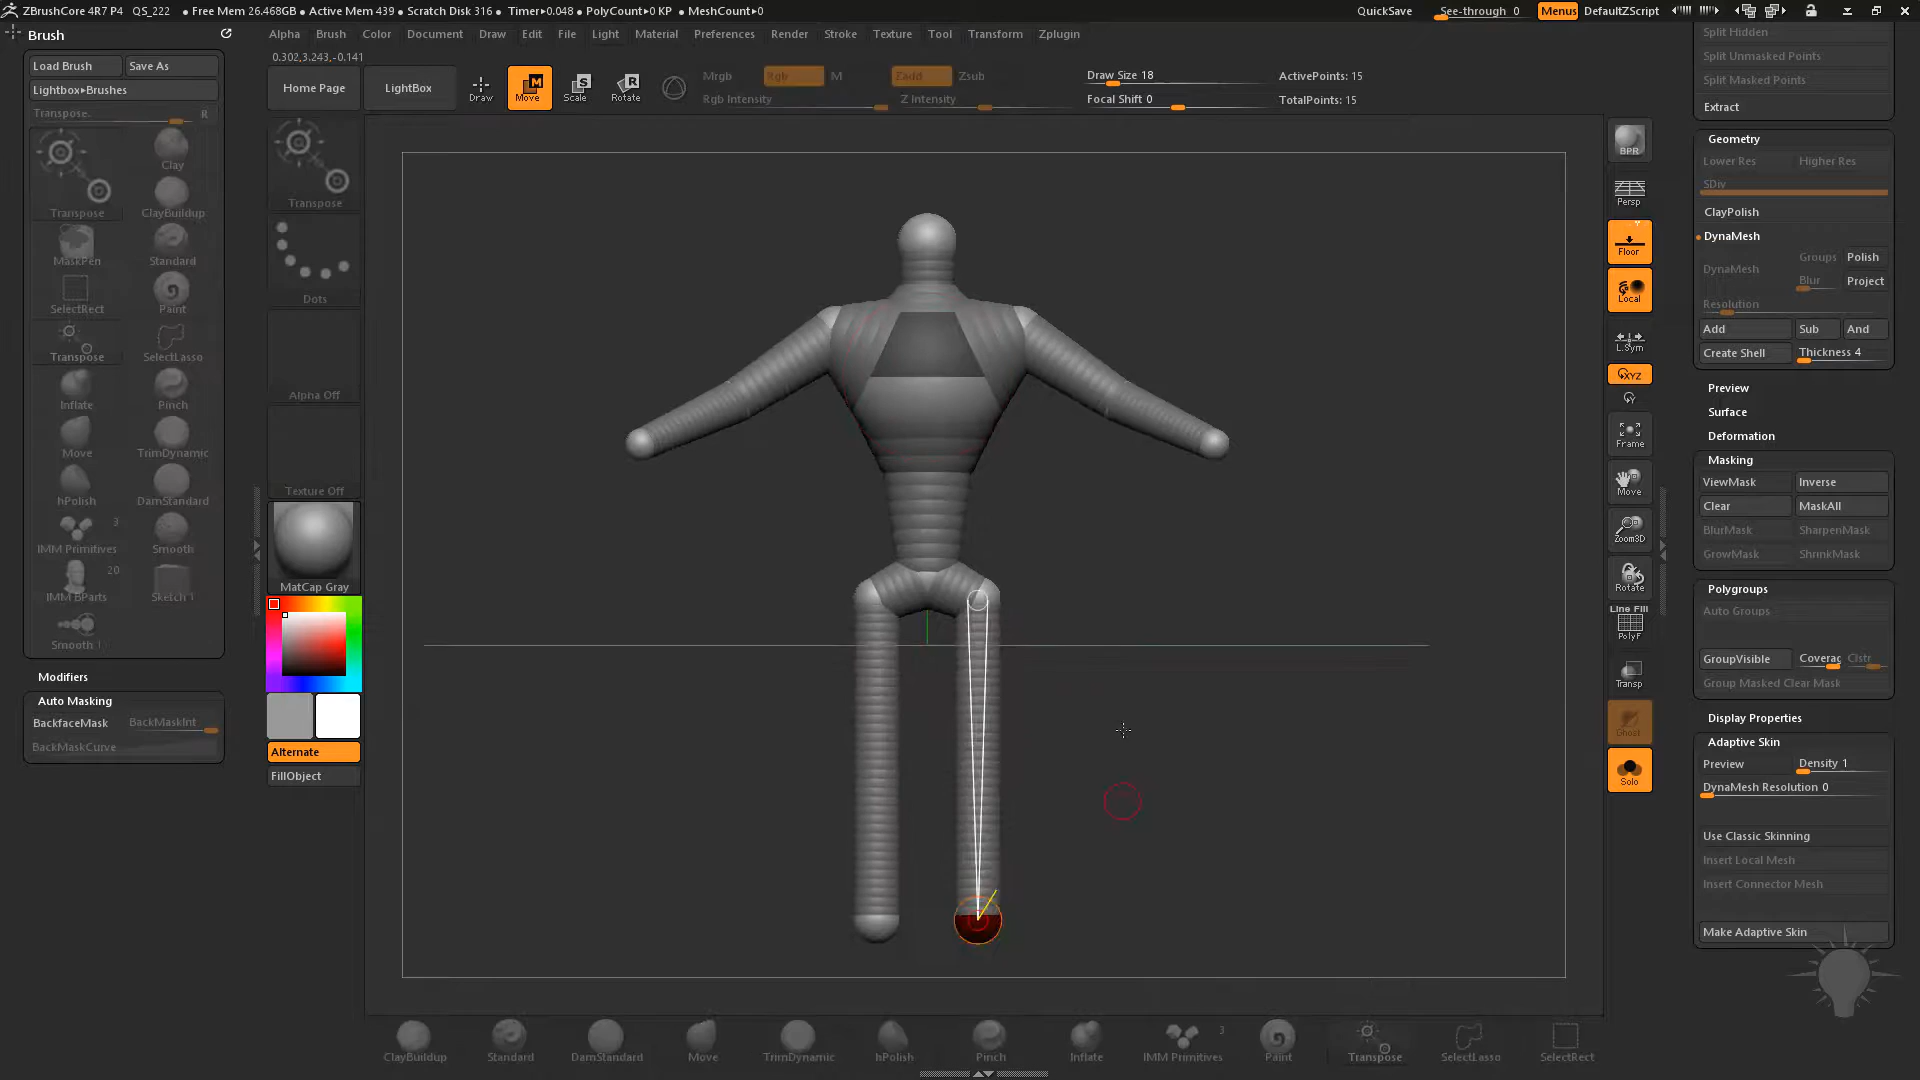 ZBrushCore 4R7 P4 QS_222 ● Free Mem 26.468GB ● Active Mem 439 ● Scratch Disk 316 ● Timer▸0.048 ● PolyCount▸0 KP ● MeshCount▸0 QuickSave See-through 0 Menus DefaultZScript
Brush
Alpha Brush Color Document Draw Edit File Light Material Preferences Render Stroke Texture Tool Transform Zplugin
0.302,3.243,-0.141
Load Brush Save As
Lightbox▸Brushes
Transpose. R
Transpose
Clay
ClayBuildup
MaskPen Standard
SelectRect Paint
Transpose SelectLasso
Inflate Pinch
Move TrimDynamic
hPolish DamStandard
3
IMM Primitives Smooth
20
IMM BParts Sketch 1
Smooth 1
Modifiers
Auto Masking
BackfaceMask BackMaskInt
BackMaskCurve
Home Page LightBox
Draw Move Scale Rotate
Mrgb Rgb M Zadd Zsub
Rgb Intensity Z Intensity
Draw Size 18 ActivePoints: 15
Focal Shift 0 TotalPoints: 15
Transpose
Dots
Alpha Off
Texture Off
MatCap Gray
Alternate
FillObject
BPR
Persp
Floor
Local
L.Sym
XYZ
Y
Frame
Move
Zoom3D
Rotate
Line Fill
PolyF
Transp
Ghost
Solo
Split Hidden
Split Unmasked Points
Split Masked Points
Extract
Geometry
Lower Res Higher Res
SDiv
ClayPolish
DynaMesh
Groups Polish
DynaMesh
Blur Project
Resolution
Add Sub And
Create Shell Thickness 4
Preview
Surface
Deformation
Masking
ViewMask Inverse
Clear MaskAll
BlurMask SharpenMask
GrowMask ShrinkMask
Polygroups
Auto Groups
GroupVisible Coverag Clstr
Group Masked Clear Mask
Display Properties
Adaptive Skin
Preview Density 1
DynaMesh Resolution 0
Use Classic Skinning
Insert Local Mesh
Insert Connector Mesh
Make Adaptive Skin
3
ClayBuildup Standard DamStandard Move TrimDynamic hPolish Pinch Inflate IMM Primitives Paint Transpose SelectLasso SelectRect